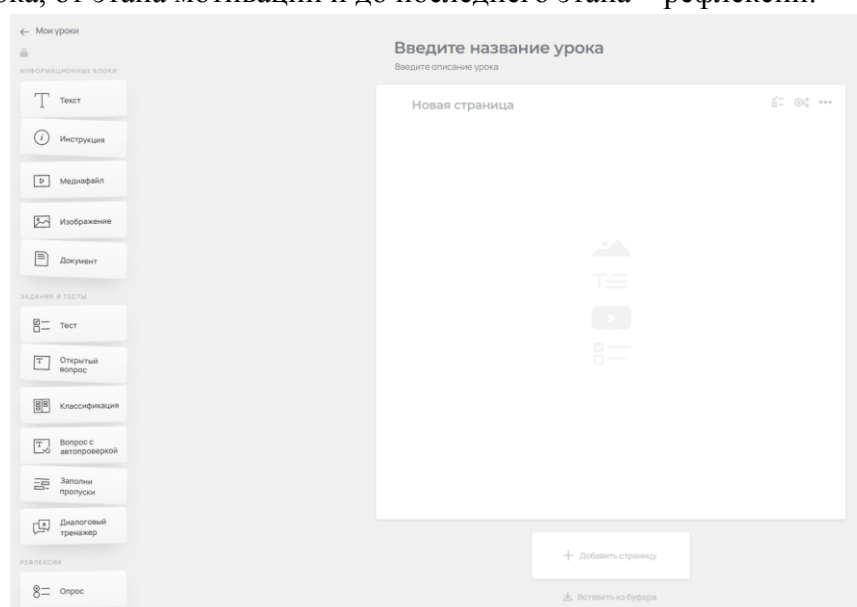 ока, от этапа мотивации и до последнего этапа – рефлексии.
← Мои уроки
ИНФОРМАЦИОННЫЕ БЛОКИ
Текст
Инструкция
Медиафайл
Изображение
Документ
ЗАДАНИЯ И ТЕСТЫ
Тест
Открытый
вопрос
Классификация
Вопрос с
автопроверкой
Заполни
пропуски
Диалоговый
тренажер
РЕФЛЕКСИЯ
Опрос
Введите название урока
Введите описание урока
Новая страница
Добавить страницу
Вставить из буфера